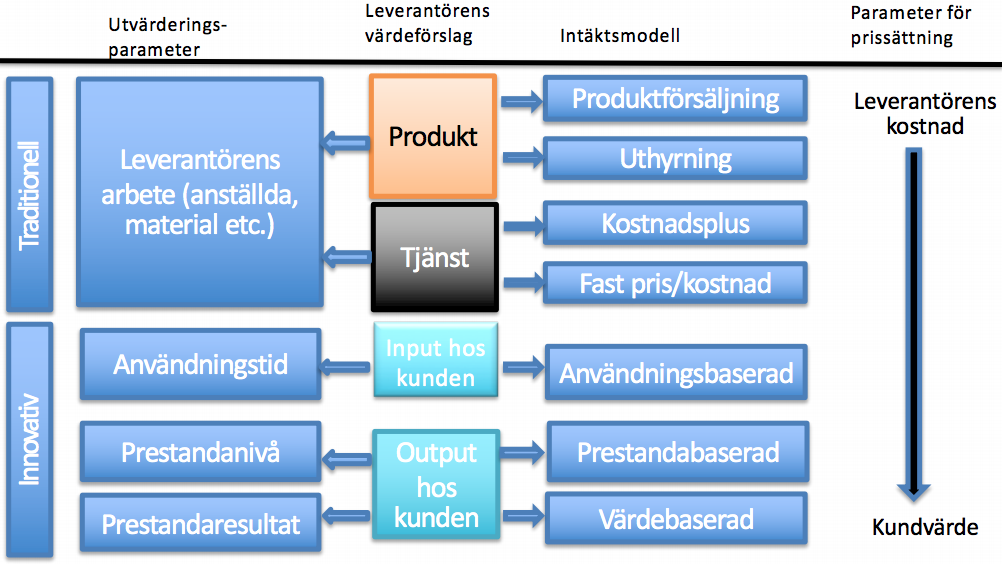 Utvärderings-
parameter
Leverantörens
värdeförslag
Intäktsmodell
Parameter för
prissättning
Traditionell
Leverantörens
arbete (anställda,
material etc.)
Produkt
Produktförsäljning
Uthyrning
Tjänst
Kostnadsplus
Fast pris/kostnad
Leverantörens
kostnad
Innovativ
Användningstid
Input hos
kunden
Användningsbaserad
Prestandanivå
Prestandaresultat
Output
hos
kunden
Prestandabaserad
Värdebaserad
Kundvärde